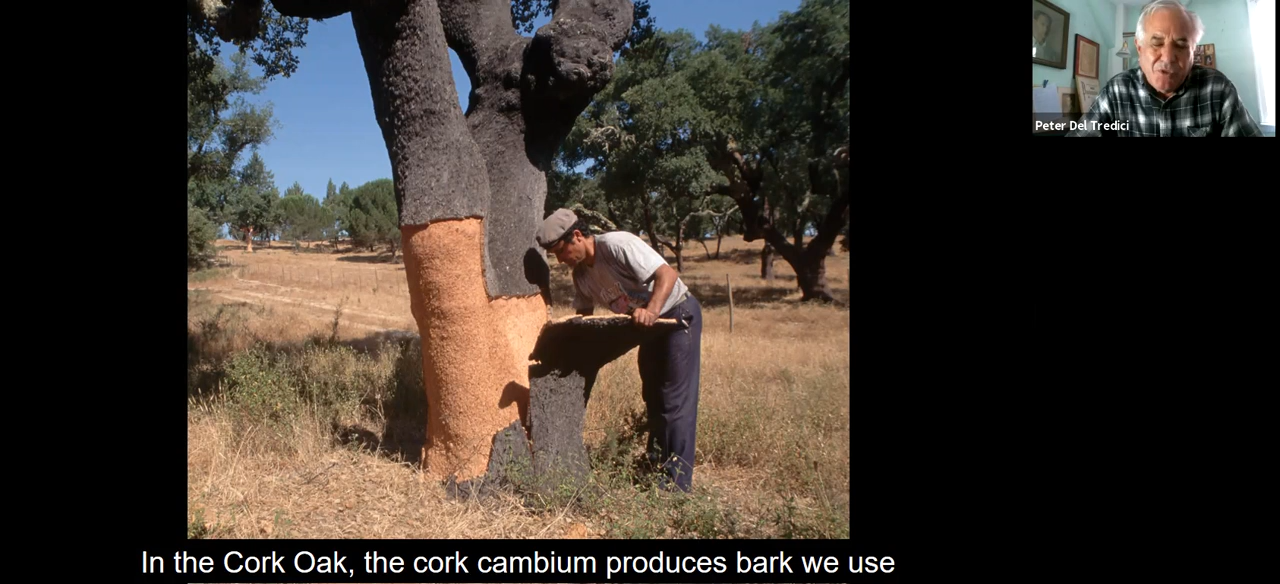 Peter Del Tredici
In the Cork Oak, the cork cambium produces bark we use